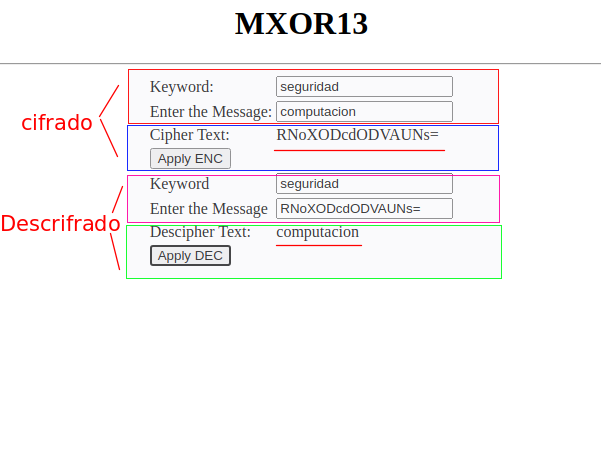 MXOR13
Keyword: seguridad
Enter the Message: computacion
cifrado
Cipher Text: RNoXODcdODVAUNs=
Apply ENC
Keyword seguridad
Enter the Message RNoXODcdODVAUNs=
Descrifrado
Descipher Text: computacion
Apply DEC